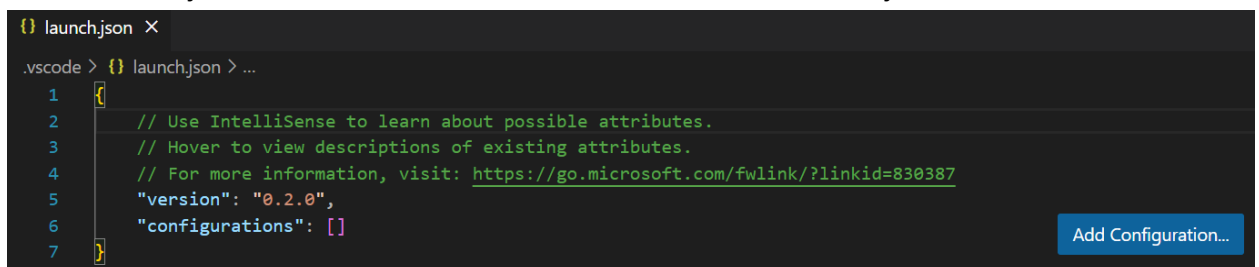 {} launch.json ×
.vscode > {} launch.json > ...
1 {
2 // Use IntelliSense to learn about possible attributes.
3 // Hover to view descriptions of existing attributes.
4 // For more information, visit: https://go.microsoft.com/fwlink/?linkid=830387
5 "version": "0.2.0",
6 "configurations": []
Add Configuration...
7 }